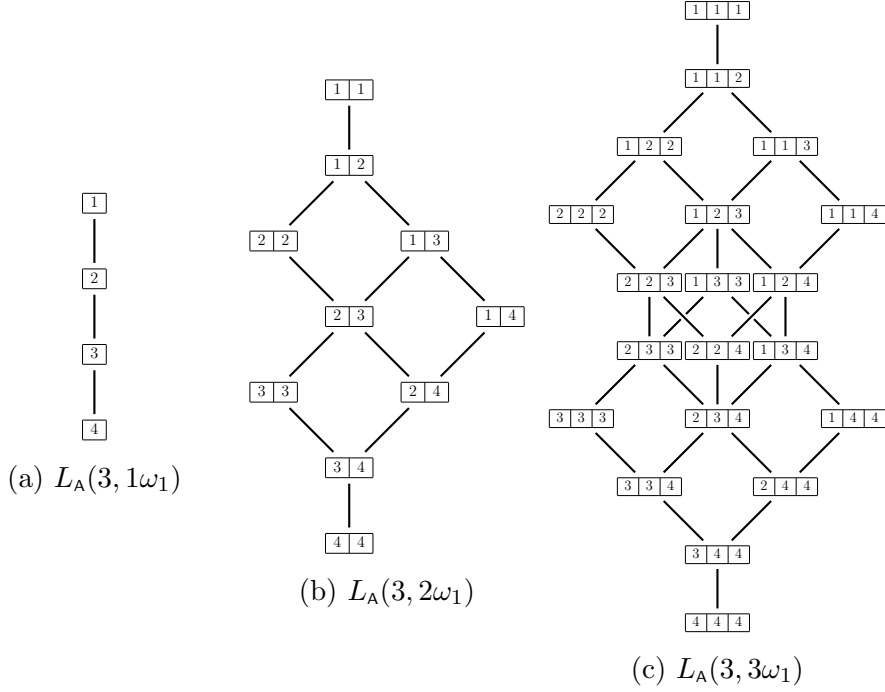 1 1 1
1 1 2
1 2 2 1 1 3
2 2 2 1 2 3 1 1 4
2 2 3 1 3 3 1 2 4
2 3 3 2 2 4 1 3 4
3 3 3 2 3 4 1 4 4
3 3 4 2 4 4
3 4 4
4 4 4
(c) L_A(3, 3ω₁)
1 1
1 2
2 2 1 3
2 3 1 4
3 3 2 4
3 4
4 4
(b) L_A(3, 2ω₁)
1
2
3
4
(a) L_A(3, 1ω₁)